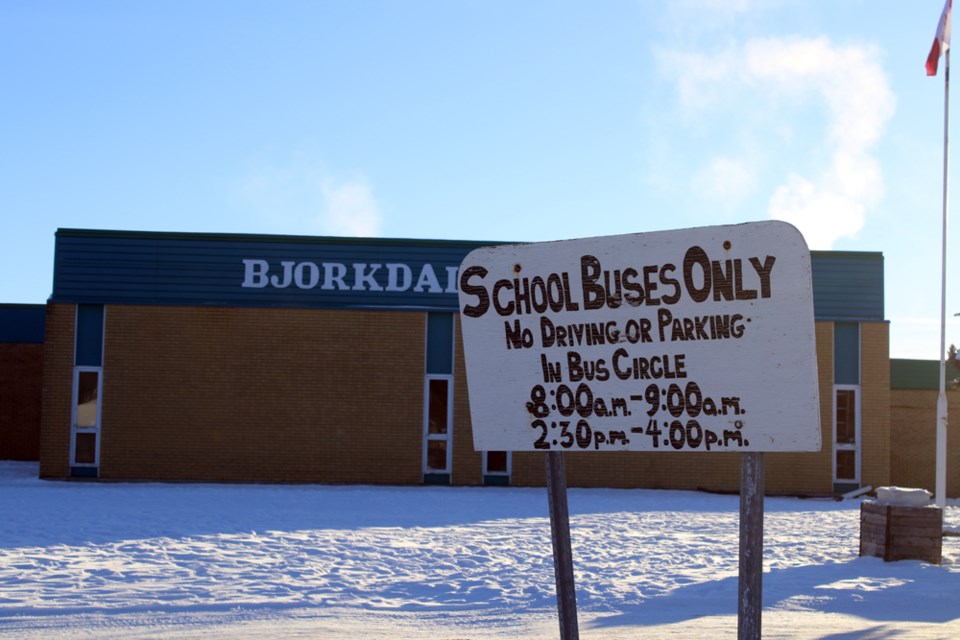 BJORKDAL
SCHOOL BUSES ONLY
NO DRIVING OR PARKING
IN BUS CIRCLE
8:00a.m.-9:00a.m.
2:30p.m.-4:00p.m.